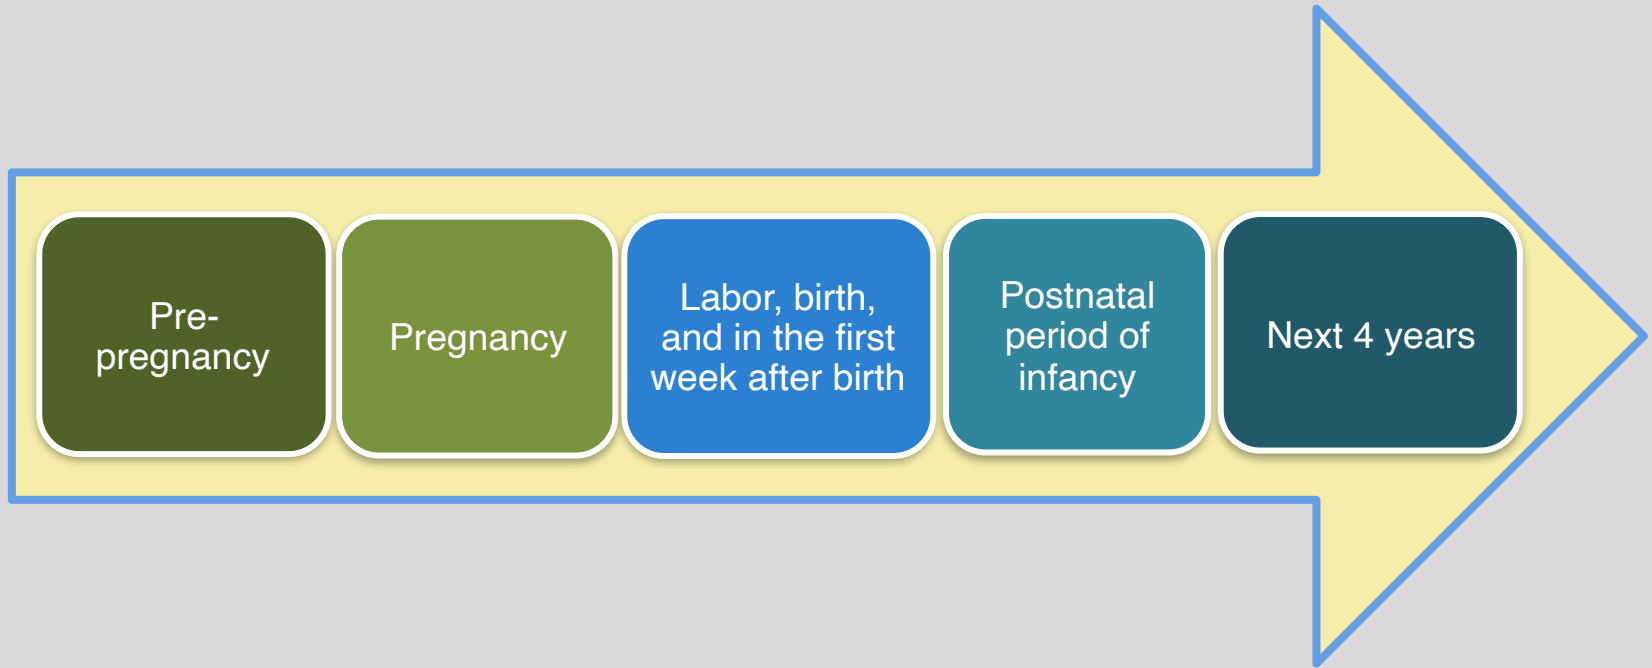 Pre-
pregnancy
Pregnancy
Labor, birth,
and in the first
week after birth
Postnatal
period of
infancy
Next 4 years